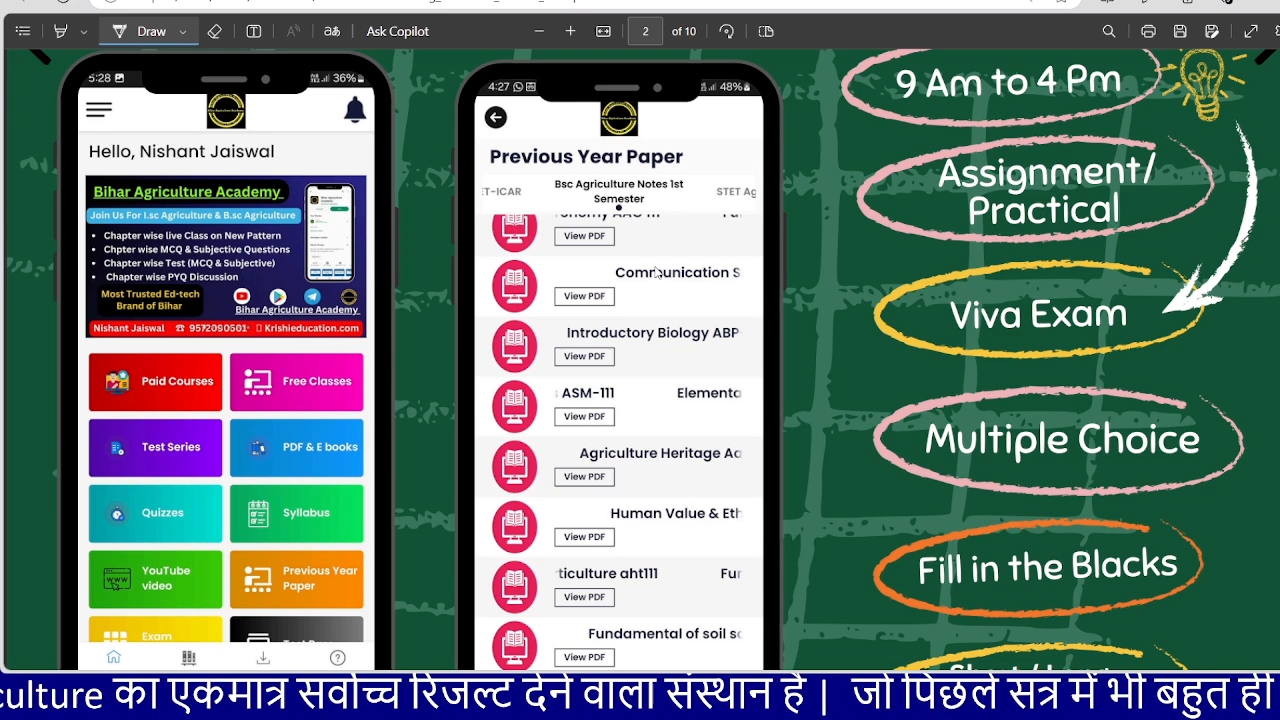 Draw
2
of 10
Ask Copilot
5:28
36%
Hello, Nishant Jaiswal
Bihar Agriculture Academy
Join Us For I.sc Agriculture & B.sc Agriculture
• Chapter wise live Class on New Pattern
• Chpter wise MCQ & Subjective Questions
• Chapter wise Test (MCQ & Subjective)
• Chapter wise PYQ Discussion
Most Trusted Ed-tech
Brand of Bihar
Bihar Agriculture Academy
Nishant Jaiswal 9572090501 Krishieducation.com
Paid Courses
Free Classes
Test Series
PDF & E books
Quizzes
Syllabus
YouTube
video
Previous Year
Paper
Exam
4:27
48%
Previous Year Paper
ET-ICAR
Bsc Agriculture Notes 1st
Semester
STET Ag
View PDF
Communication S
View PDF
Introductory Biology ABP-
View PDF
ASM-111 Elementa
View PDF
Agriculture Heritage Aa
View PDF
Human Value & Eth
View PDF
ticulture aht111 Fur
View PDF
Fundamental of soil sc
View PDF
9 Am to 4 Pm
Assignment/
Practical
Viva Exam
Multiple Choice
Fill in the Blacks
culture का एकमात्र सर्वोच्च रिजल्ट देने वाला संस्थान है | जो पिछले सत्र में भी बहुत ही